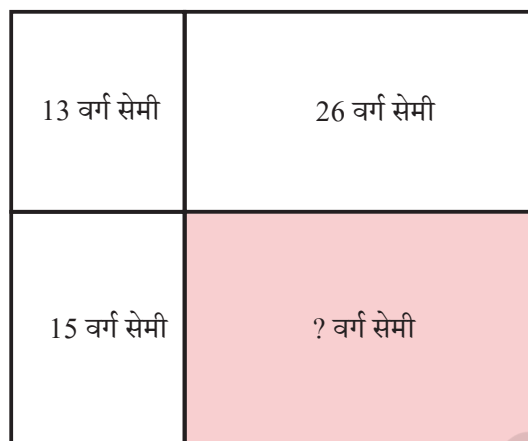 13 वर्ग सेमी
26 वर्ग सेमी
15 वर्ग सेमी
? वर्ग सेमी